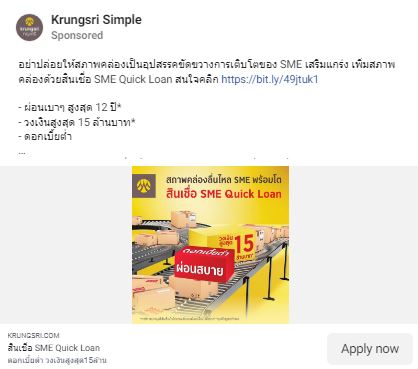 Krungsri Simple
Sponsored
อย่าปล่อยให้สภาพคล่องเป็นอุปสรรคขัดขวางการเติบโตของ SME เสริมแกร่ง เพิ่มสภาพ
คล่องด้วยสินเชื่อ SME Quick Loan สนใจคลิก https://bit.ly/49jtuk1
- ผ่อนเบาๆ สูงสุด 12 ปี*
- วงเงินสูงสุด 15 ล้านบาท*
- ดอกเบี้ยต่ำ
...
สภาพคล่องลื่นไหล SME พร้อมโต
สินเชื่อ SME Quick Loan
วงเงิน
สูงสุด 15
ล้านบาท*
ดอกเบี้ยต่ำ
ผ่อนสบาย
KRUNGSRI.COM
สินเชื่อ SME Quick Loan
ดอกเบี้ยต่ำ วงเงินสูงสุด15ล้าน
Apply now